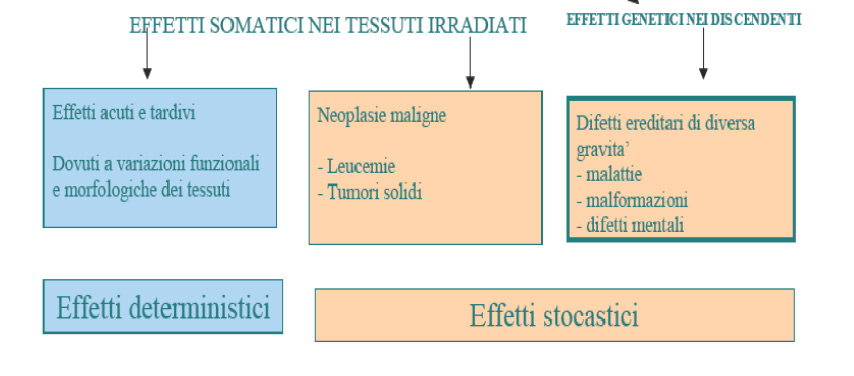 EFFETTI SOMATICI NEI TESSUTI IRRADIATI
EFFETTI GENETICI NEI DISCENDENTI
Effetti acuti e tardivi
Dovuti a variazioni funzionali
e morfologiche dei tessuti
Neoplasie maligne
- Leucemie
- Tumori solidi
Difetti ereditari di diversa
gravita’
- malattie
- malformazioni
- difetti mentali
Effetti deterministici
Effetti stocastici